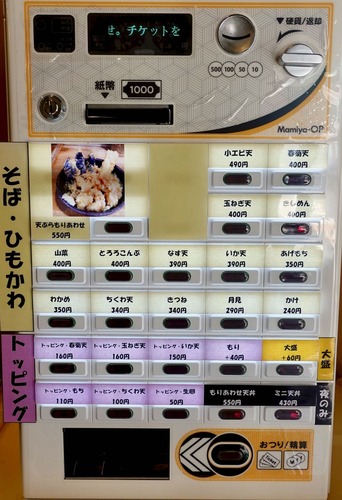 せ。チケットを
▼硬貨/返却
紙幣
1000
500 100 50 10
Mamiya-OP
そば・ひもかわ
天ぷらもりあわせ
550円
小エビ天
490円
春菊天
400円
玉ねぎ天
400円
きしめん
400円
山菜
400円
とろろこんぶ
400円
なす天
390円
いか天
390円
あげもち
350円
わかめ
350円
ちくわ天
340円
きつね
340円
月見
290円
かけ
240円
トッピング
トッピング・春菊天
160円
トッピング・玉ねぎ天
160円
トッピング・いか天
150円
もり
+40円
大盛
+60円
大盛
トッピング・もち
110円
トッピング・ちくわ天
100円
トッピング・生卵
50円
もりあわせ天丼
550円
ミニ天丼
430円
夜のみ
おつり/精算